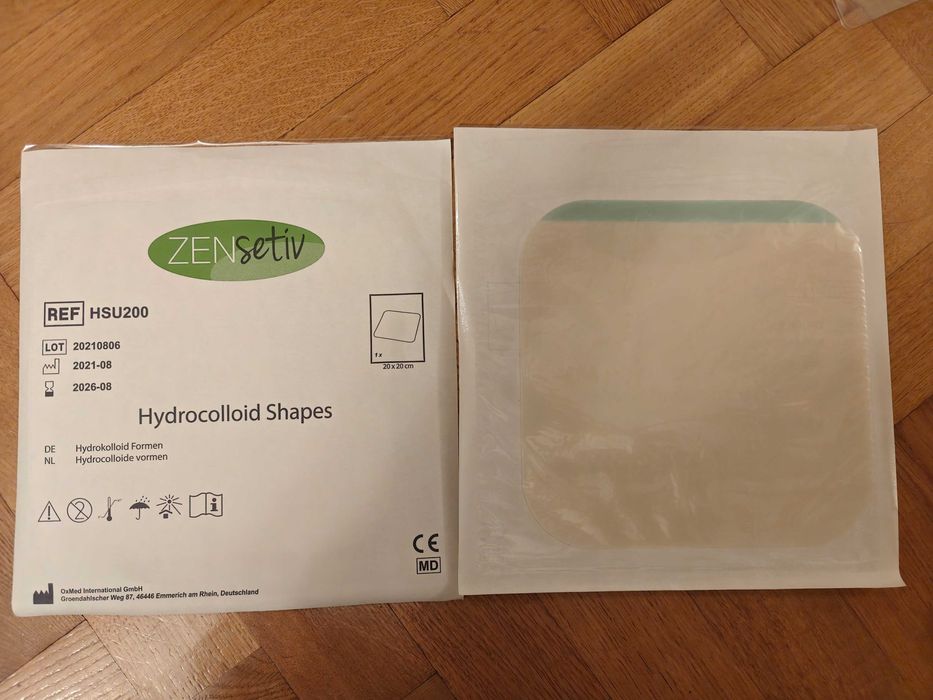 ZENsetiv
REF HSU200
LOT 20210806
2021-08
2026-08
1 x
20 x 20 cm
Hydrocolloid Shapes
DE Hydrokolloid Formen
NL Hydrocolloide vormen
CE
MD
OxMed International GmbH
Groendahlscher Weg 87, 46446 Emmerich am Rhein, Deutschland